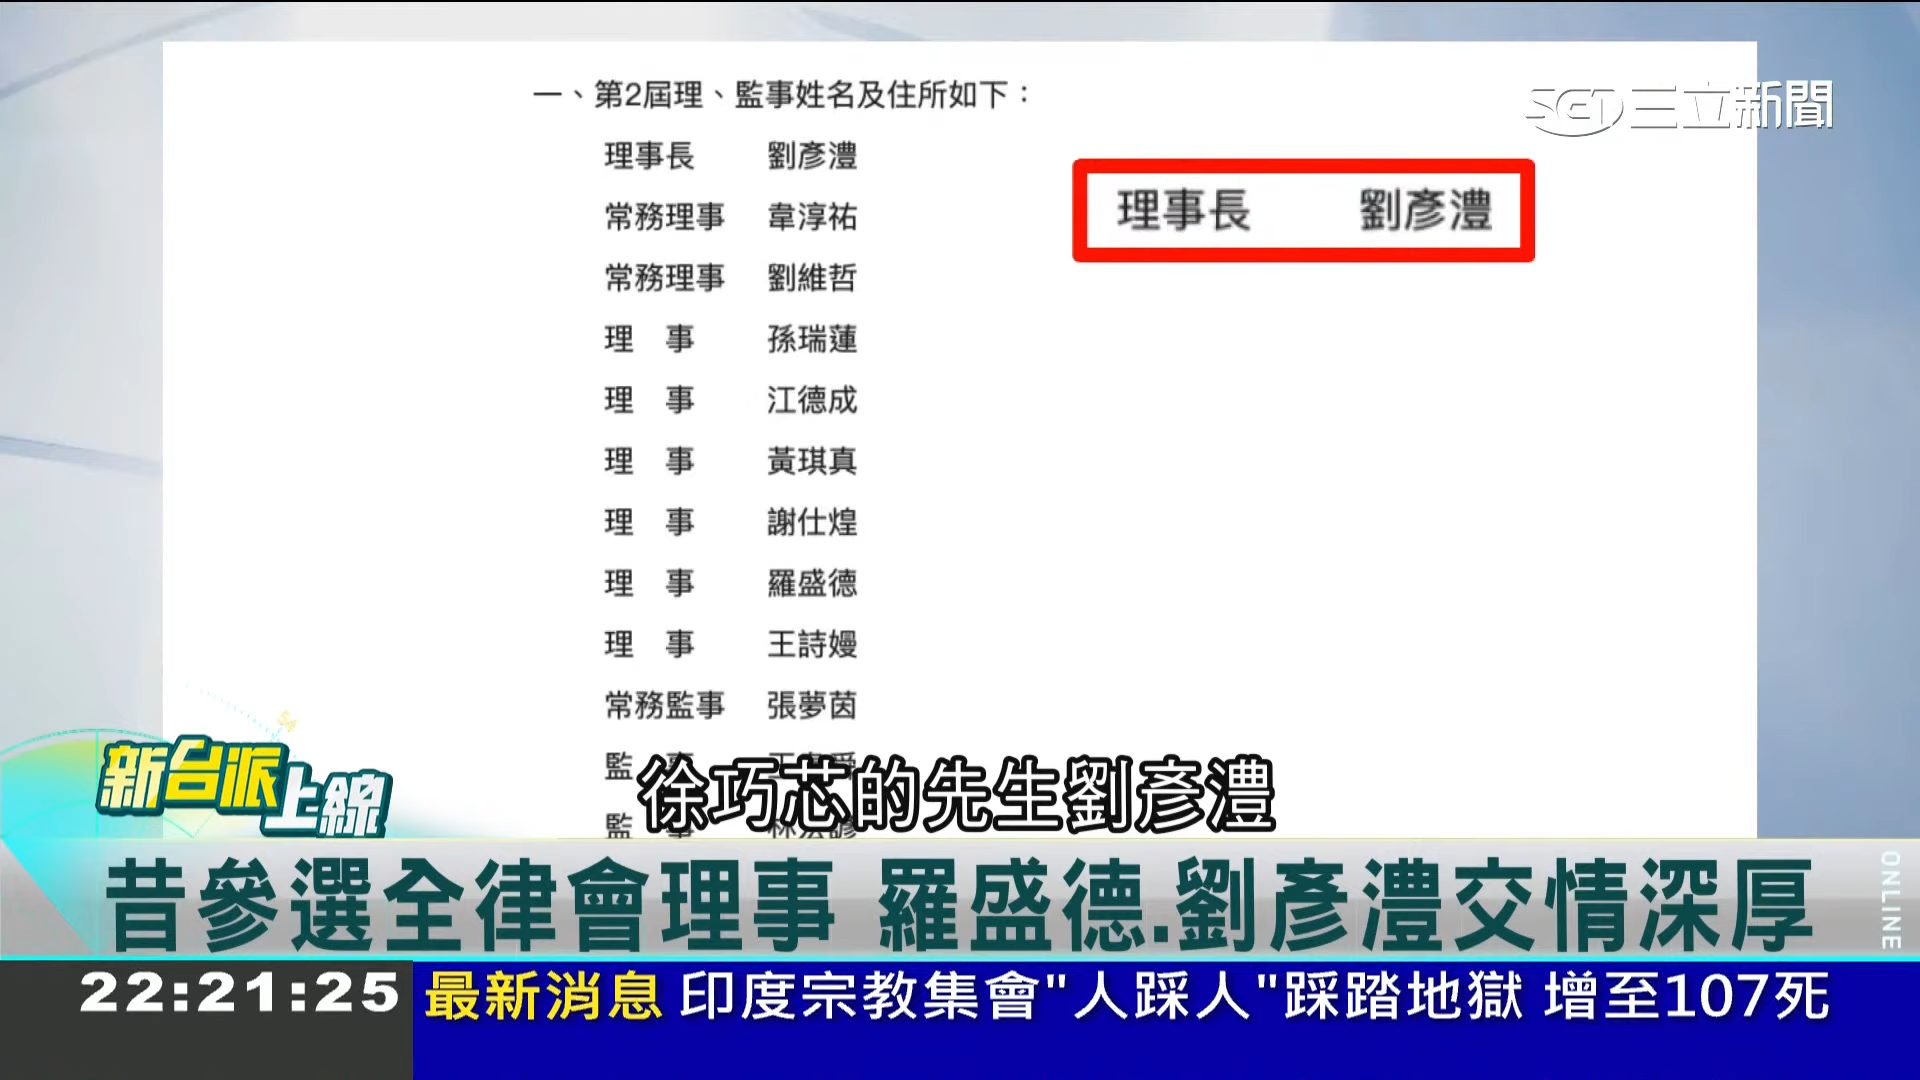 一、第2屆理、監事姓名及住所如下：
SET三立新聞
理事長 劉彥澧
理事長 劉彥澧
常務理事 韋淳祐
常務理事 劉維哲
理 事 孫瑞蓮
理 事 江德成
理 事 黃琪真
理 事 謝仕煌
理 事 羅盛德
理 事 王詩嫚
常務監事 張夢茵
監 事
監 事
54
新台派上線
徐巧芯的先生劉彥澧
昔參選全律會理事 羅盛德.劉彥澧交情深厚
ONLINE
22:21:25 最新消息 印度宗教集會"人踩人"踩踏地獄 增至107死